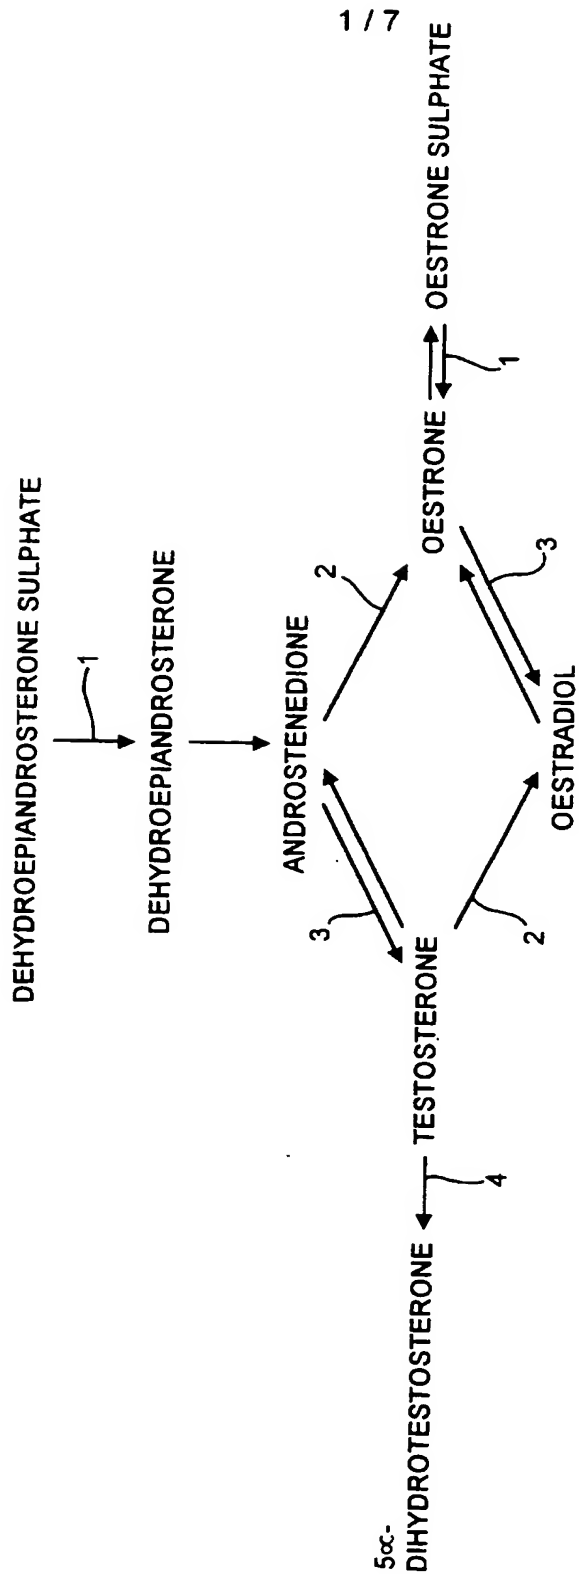 1 / 7
DEHYDROEPIANDROSTERONE SULPHATE
1
DEHYDROEPIANDROSTERONE
ANDROSTENEDIONE
3
2
5α-
DIHYDROTESTOSTERONE
4
TESTOSTERONE
OESTRONE
1
OESTRONE SULPHATE
2
3
OESTRADIOL